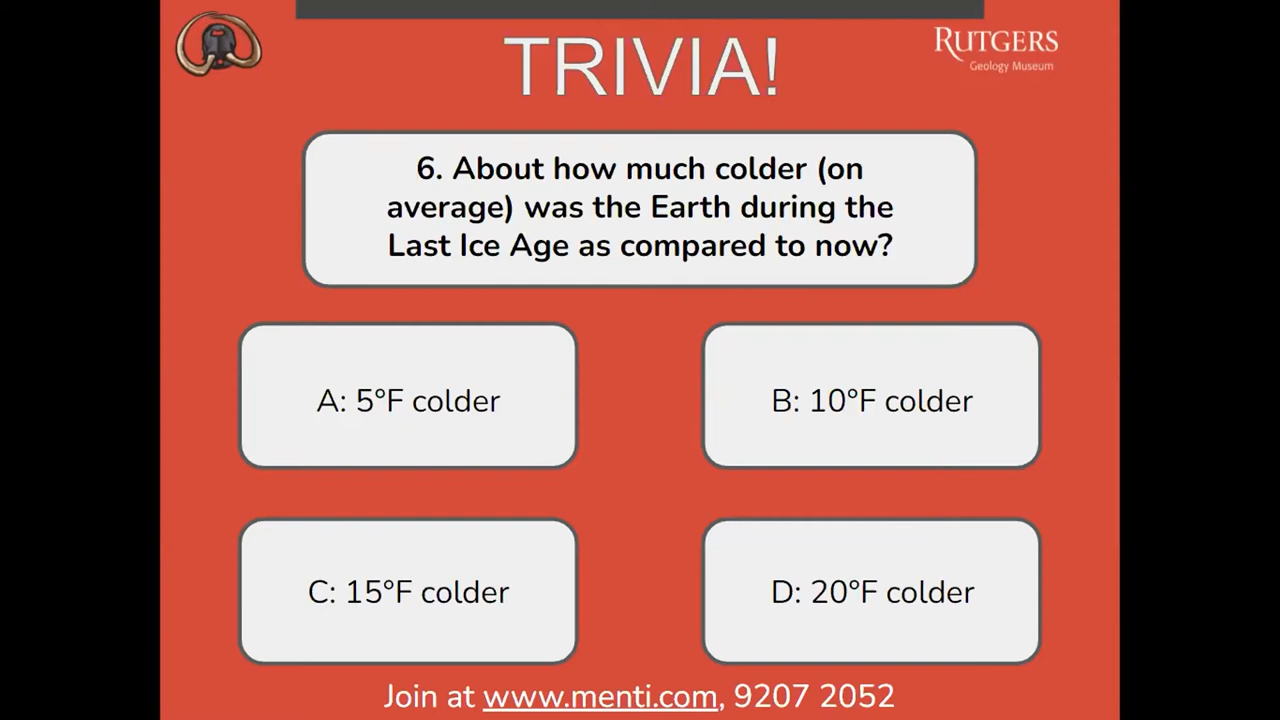 TRIVIA!
RUTGERS
Geology Museum
6. About how much colder (on
average) was the Earth during the
Last Ice Age as compared to now?
A: 5°F colder
B: 10°F colder
C: 15°F colder
D: 20°F colder
Join at www.menti.com, 9207 2052